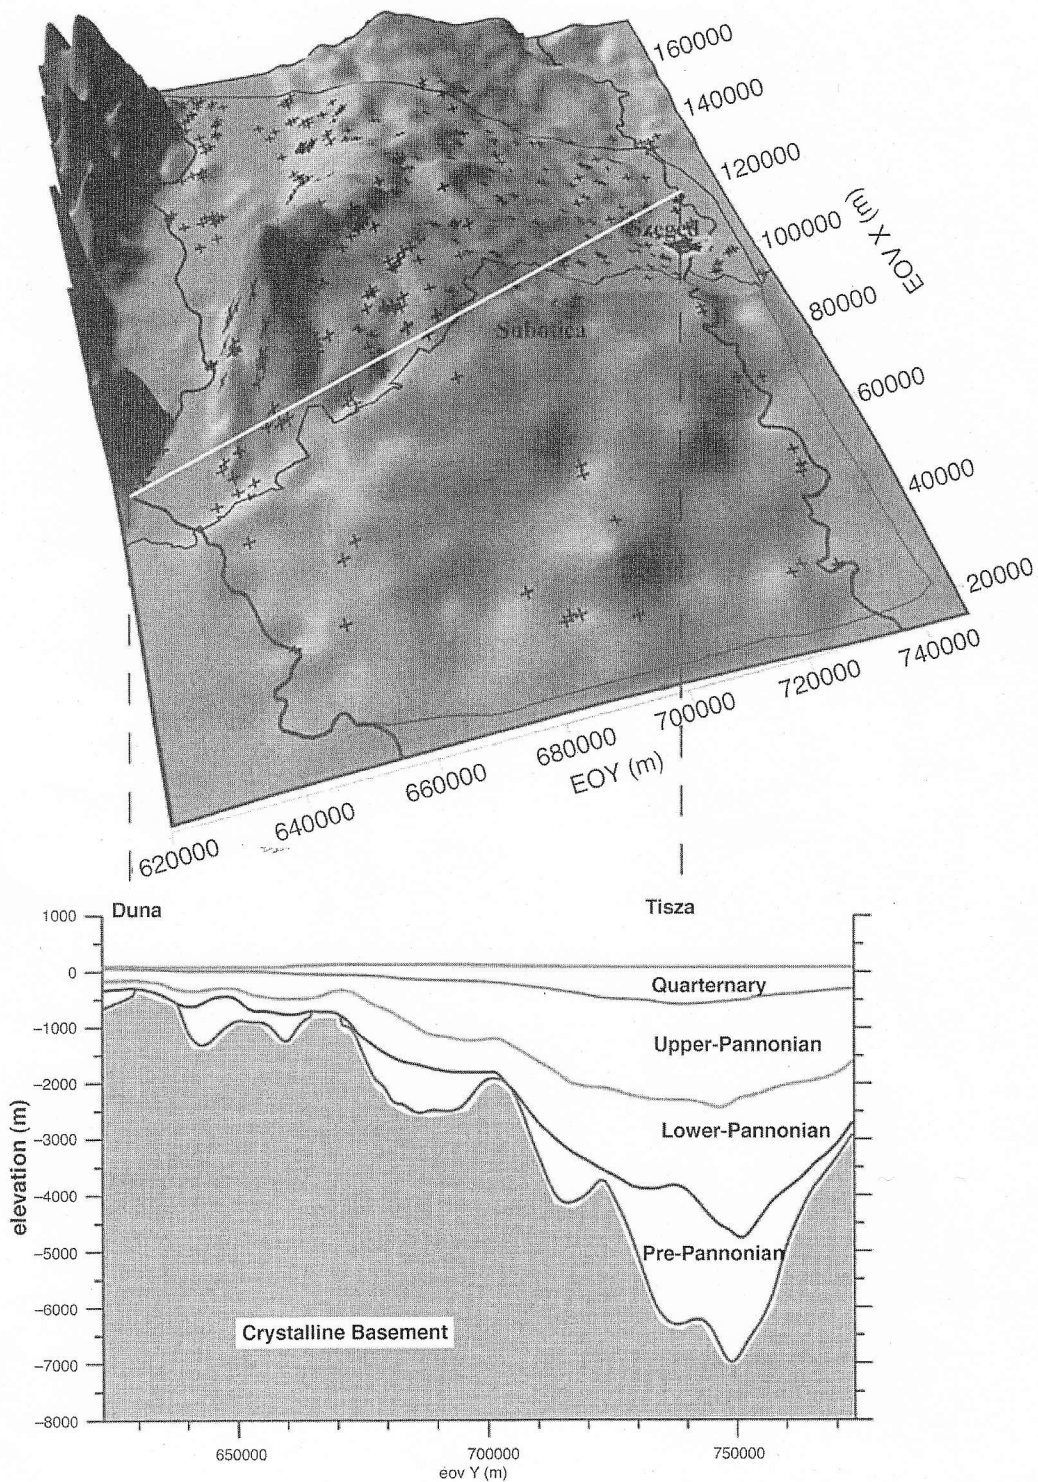 160000
140000
120000
100000
80000
60000
40000
20000
EOV X (m)
Szeged
Subotica
620000
640000
660000
680000
700000
720000
740000
EOY (m)
Duna
Tisza
1000
0
−1000
−2000
−3000
−4000
−5000
−6000
−7000
−8000
elevation (m)
Quarternary
Upper-Pannonian
Lower-Pannonian
Pre-Pannonian
Crystalline Basement
650000
700000
750000
eov Y (m)